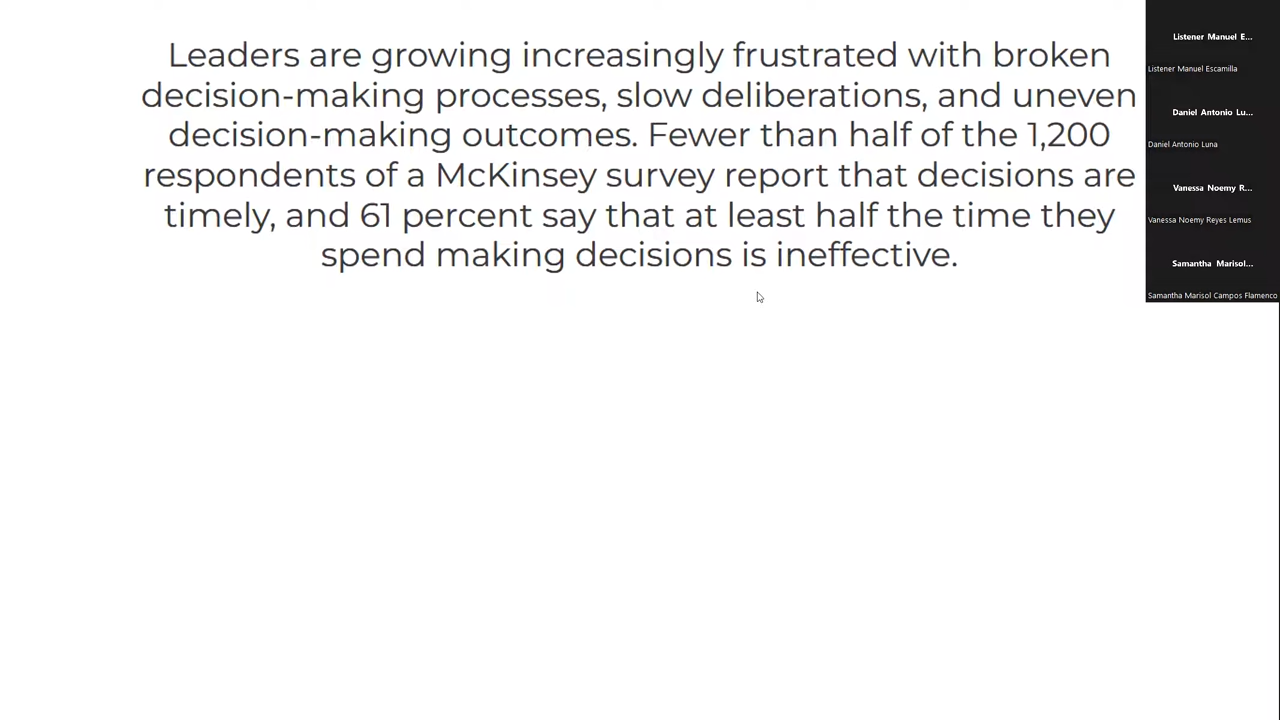 Leaders are growing increasingly frustrated with broken
decision-making processes, slow deliberations, and uneven
decision-making outcomes. Fewer than half of the 1,200
respondents of a McKinsey survey report that decisions are
timely, and 61 percent say that at least half the time they
spend making decisions is ineffective.
Listener Manuel E...
Listener Manuel Escamilla
Daniel Antonio Lu...
Daniel Antonio Luna
Vanessa Noemy R...
Vanessa Noemy Reyes Lemus
Samantha Marisol...
Samantha Marisol Campos Flamenco